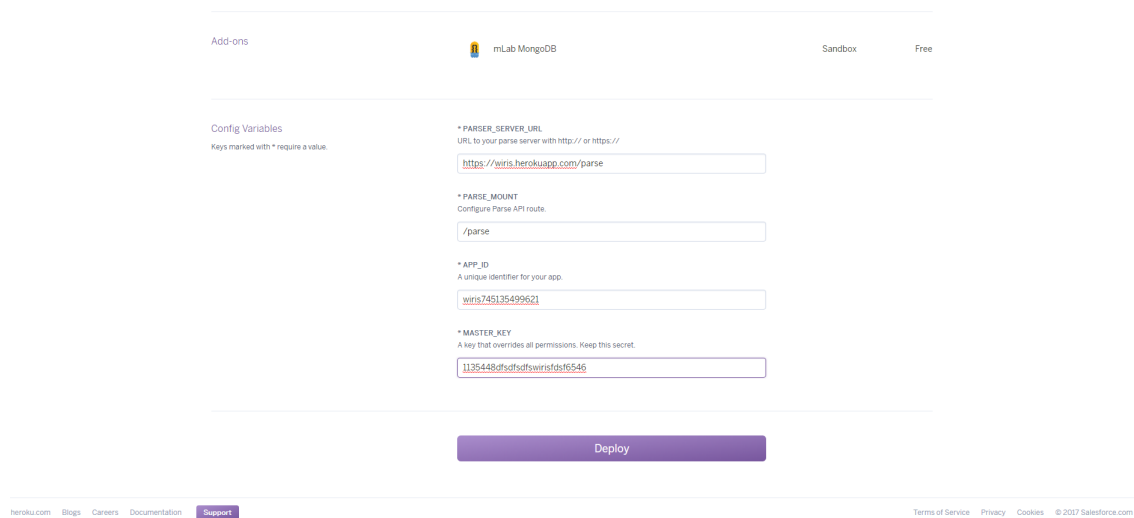 Add-ons
mLab MongoDB
Sandbox
Free
Config Variables
Keys marked with * require a value.
* PARSER_SERVER_URL
URL to your parse server with http:// or https://
https://wiris.herokuapp.com/parse
* PARSE_MOUNT
Configure Parse API route.
/parse
* APP_ID
A unique identifier for your app.
wiris745135499621
* MASTER_KEY
A key that overrides all permissions. Keep this secret.
1135448dfsdfsdfswirisfdsf6546
Deploy
heroku.com Blogs Careers Documentation Support
Terms of Service Privacy Cookies © 2017 Salesforce.com